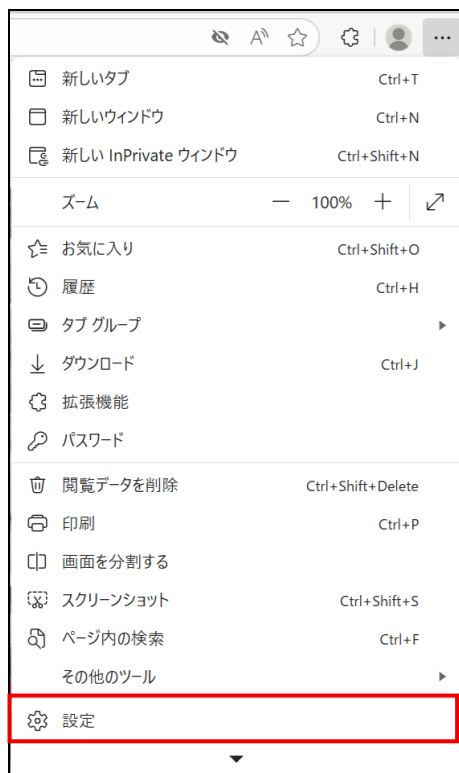 新しいタブ Ctrl+T
新しいウィンドウ Ctrl+N
新しい InPrivate ウィンドウ Ctrl+Shift+N
ズーム 100%
お気に入り Ctrl+Shift+O
履歴 Ctrl+H
タブ グループ
ダウンロード Ctrl+J
拡張機能
パスワード
閲覧データを削除 Ctrl+Shift+Delete
印刷 Ctrl+P
画面を分割する
スクリーンショット Ctrl+Shift+S
ページ内の検索 Ctrl+F
その他のツール
設定